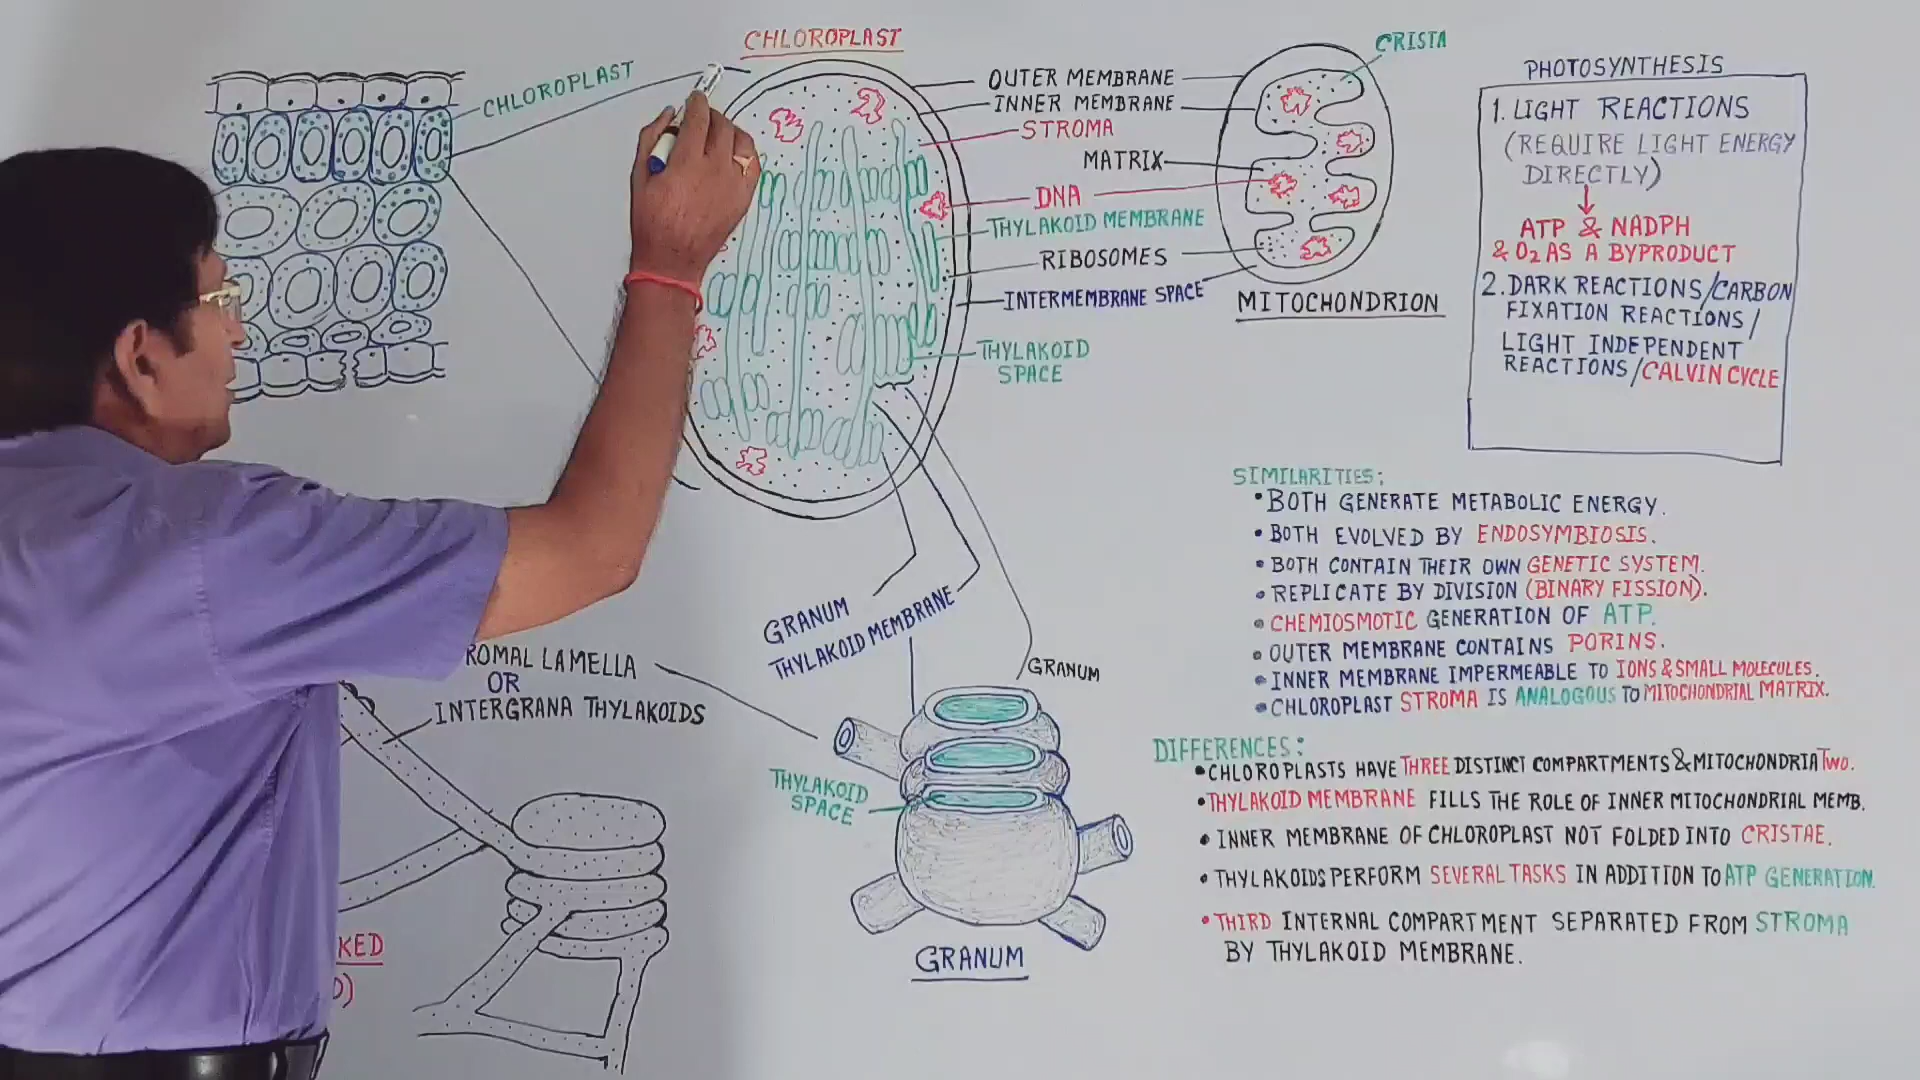 CHLOROPLAST
CHLOROPLAST
OUTER MEMBRANE
INNER MEMBRANE
STROMA
MATRIX
DNA
THYLAKOID MEMBRANE
RIBOSOMES
INTERMEMBRANE SPACE
THYLAKOID
SPACE
CRISTA
MITOCHONDRION
PHOTOSYNTHESIS
1. LIGHT REACTIONS
(REQUIRE LIGHT ENERGY
DIRECTLY)
ATP & NADPH
& O2 AS A BYPRODUCT
2. DARK REACTIONS/CARBON
FIXATION REACTIONS/
LIGHT INDEPENDENT
REACTIONS/CALVIN CYCLE
SIMILARITIES:
• BOTH GENERATE METABOLIC ENERGY.
• BOTH EVOLVED BY ENDOSYMBIOSIS.
• BOTH CONTAIN THEIR OWN GENETIC SYSTEM.
• REPLICATE BY DIVISION (BINARY FISSION).
• CHEMIOSMOTIC GENERATION OF ATP.
• OUTER MEMBRANE CONTAINS PORINS.
• INNER MEMBRANE IMPERMEABLE TO IONS & SMALL MOLECULES.
• CHLOROPLAST STROMA IS ANALOGOUS TO MITOCHONDRIAL MATRIX.
DIFFERENCES:
• CHLOROPLASTS HAVE THREE DISTINCT COMPARTMENTS & MITOCHONDRIA TWO.
• THYLAKOID MEMBRANE FILLS THE ROLE OF INNER MITOCHONDRIAL MEMB.
• INNER MEMBRANE OF CHLOROPLAST NOT FOLDED INTO CRISTAE.
• THYLAKOIDS PERFORM SEVERAL TASKS IN ADDITION TO ATP GENERATION.
• THIRD INTERNAL COMPARTMENT SEPARATED FROM STROMA
BY THYLAKOID MEMBRANE.
GRANUM
THYLAKOID MEMBRANE
GRANUM
ROMAL LAMELLA
OR
INTERGRANA THYLAKOIDS
THYLAKOID
SPACE
GRANUM
KED
D)